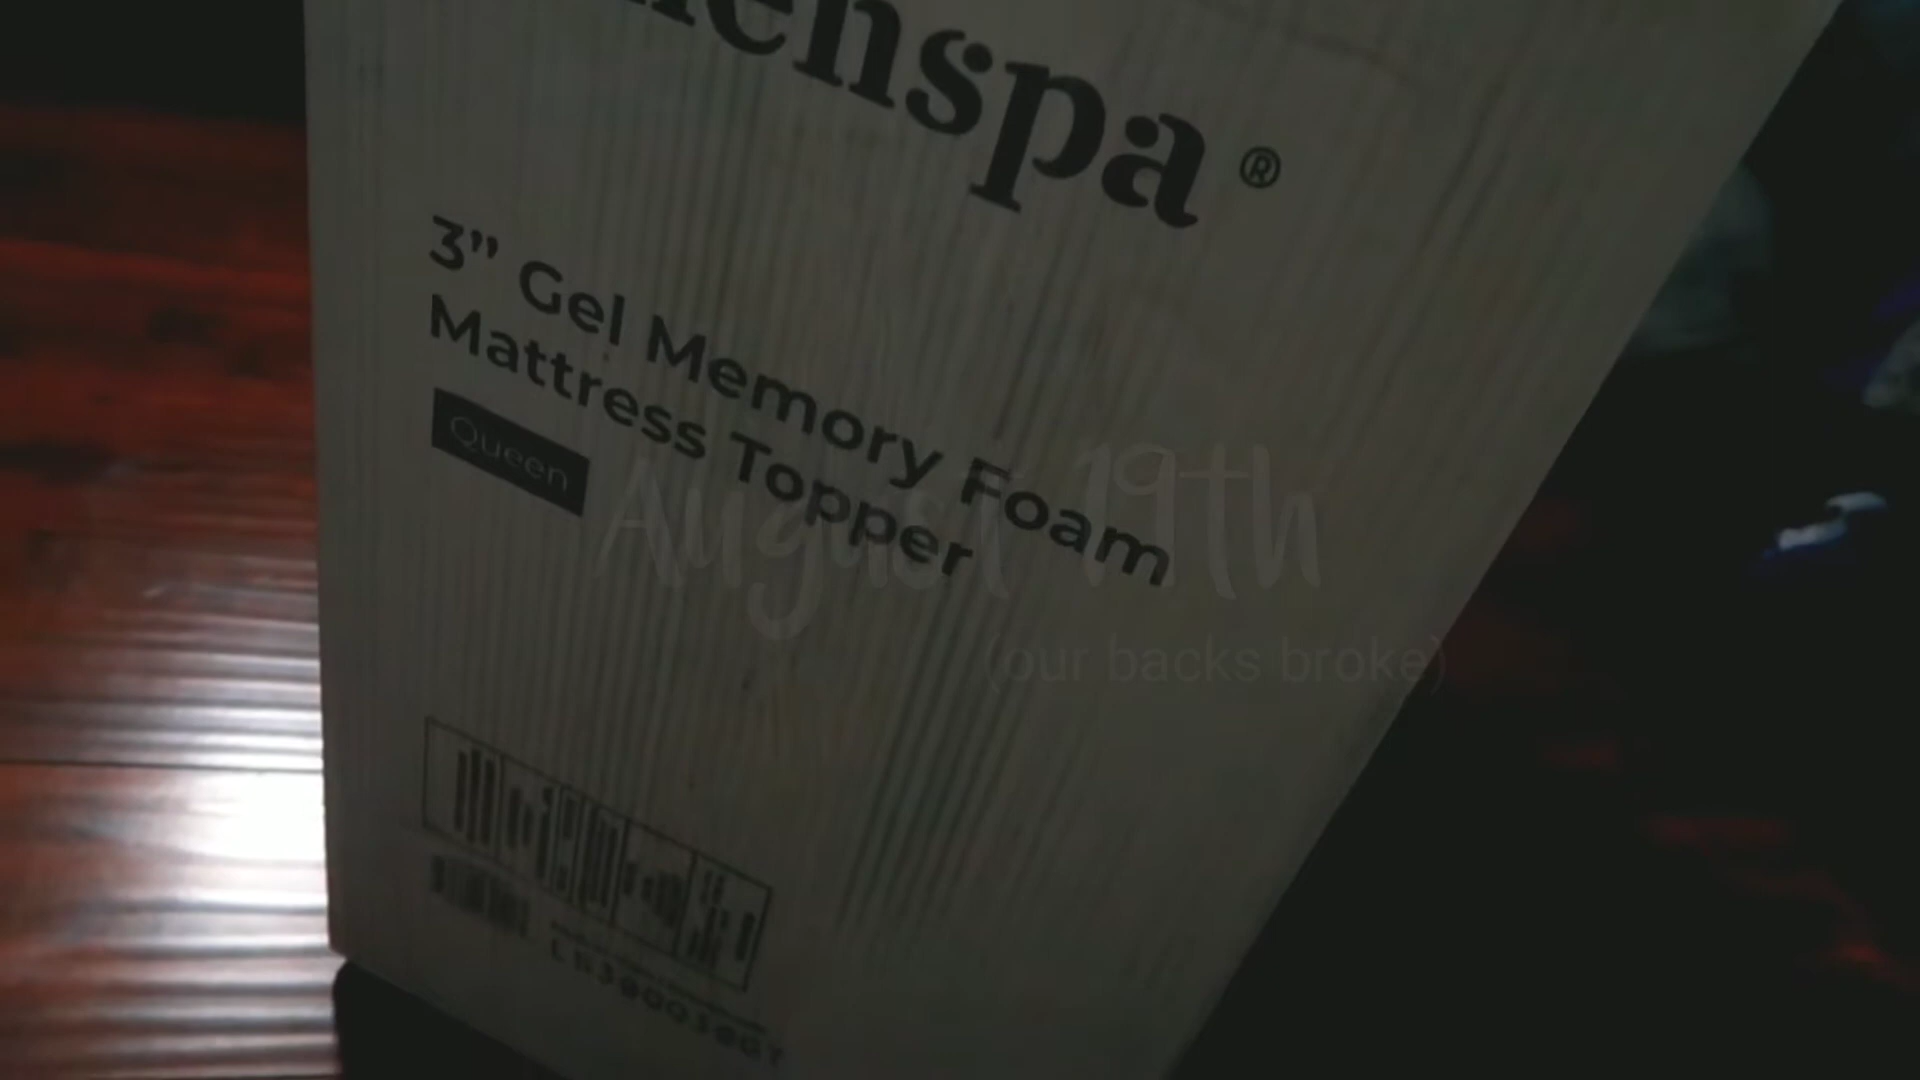 enspa®
3” Gel Memory Foam
Mattress Topper
Queen
August 19th
(our backs broke)